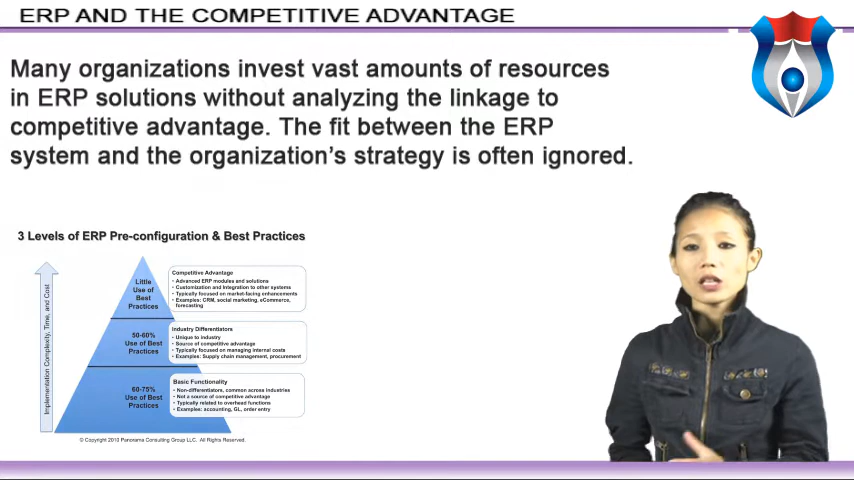 ERP AND THE COMPETITIVE ADVANTAGE
Many organizations invest vast amounts of resources
in ERP solutions without analyzing the linkage to
competitive advantage. The fit between the ERP
system and the organization's strategy is often ignored.
3 Levels of ERP Pre-configuration & Best Practices
Implementation Complexity, Time, and Cost
Little
Use of
Best
Practices
Competitive Advantage
• Advanced ERP modules and solutions
• Customization and Integration to other systems
• Typically focused on market-facing enhancements
• Examples: CRM, social marketing, eCommerce,
forecasting
50-60%
Use of Best
Practices
Industry Differentiators
• Unique to industry
• Source of competitive advantage
• Typically focused on managing internal costs
• Examples: Supply chain management, procurement
60-75%
Use of Best
Practices
Basic Functionality
• Non-differentiators, common across industries
• Not a source of competitive advantage
• Typically related to overhead functions
• Examples: accounting, GL, order entry
© Copyright 2010 Panorama Consulting Group LLC. All Rights Reserved.